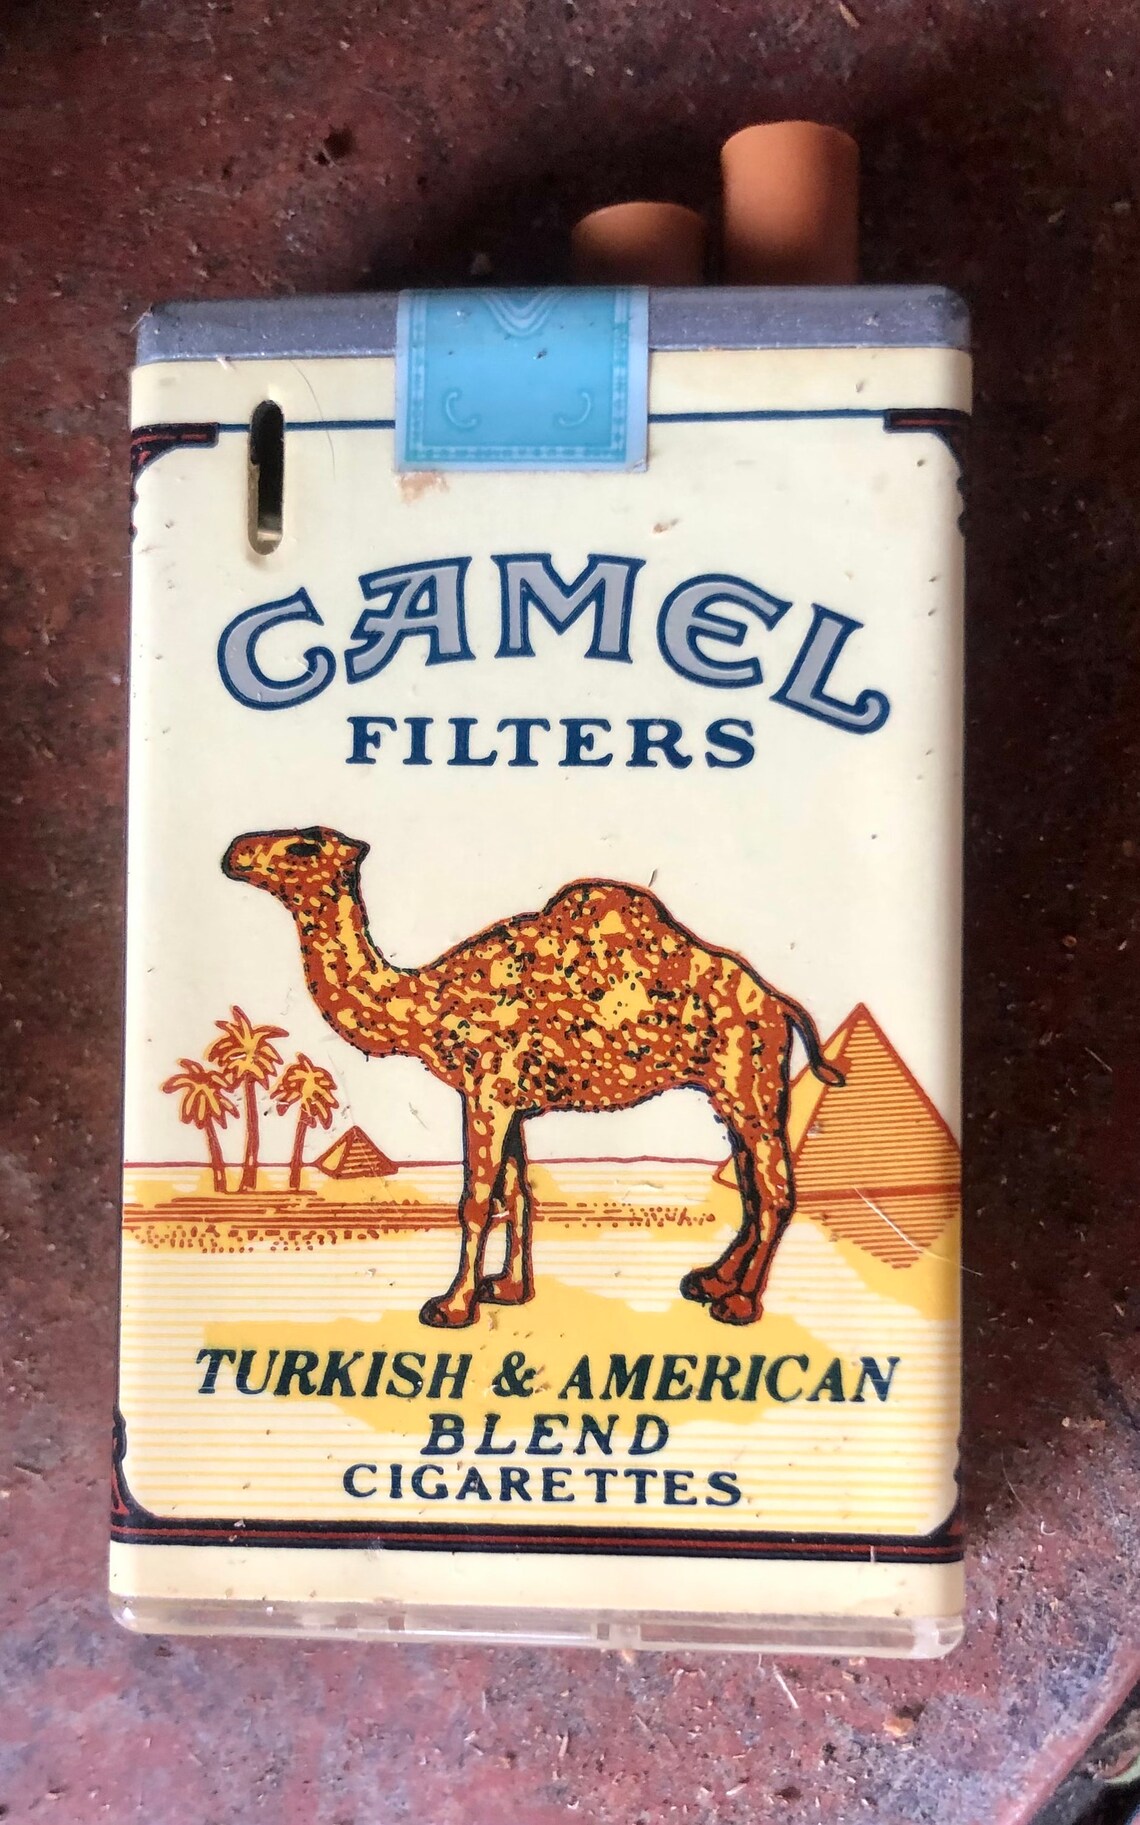 CAMEL
FILTERS
TURKISH & AMERICAN
BLEND
CIGARETTES